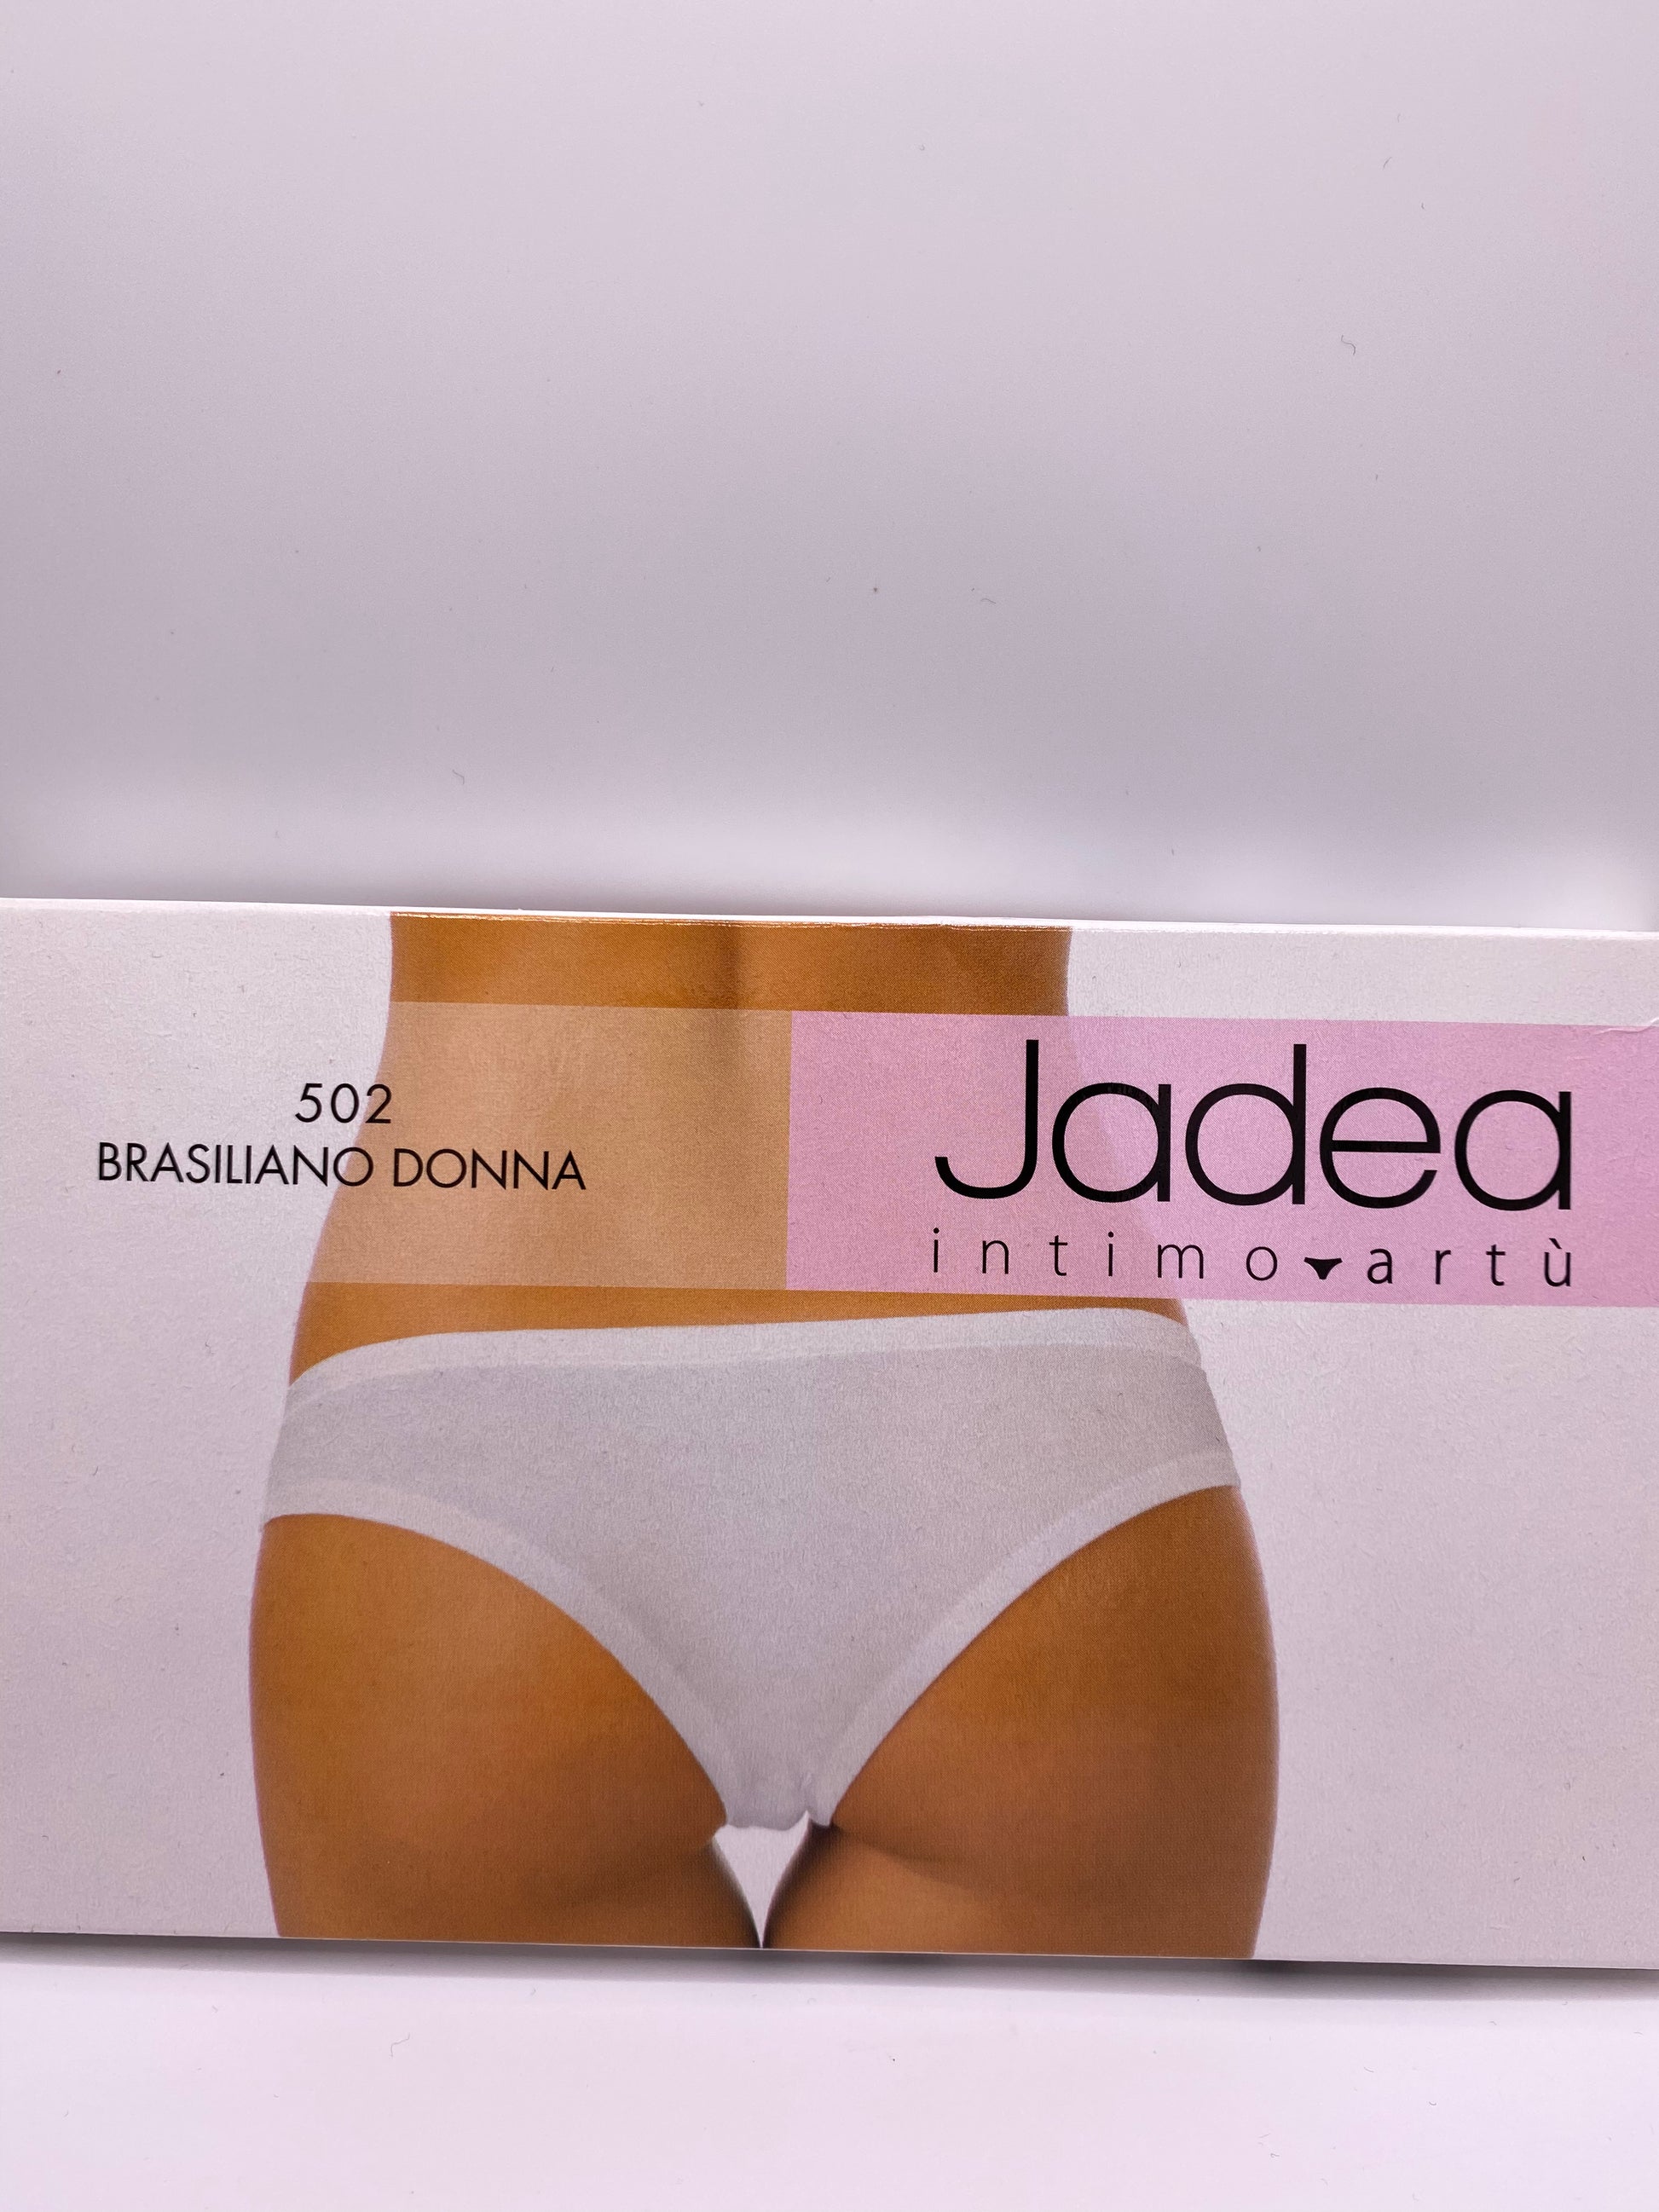 502
BRASILIANO DONNA
Jadea
intimo artù